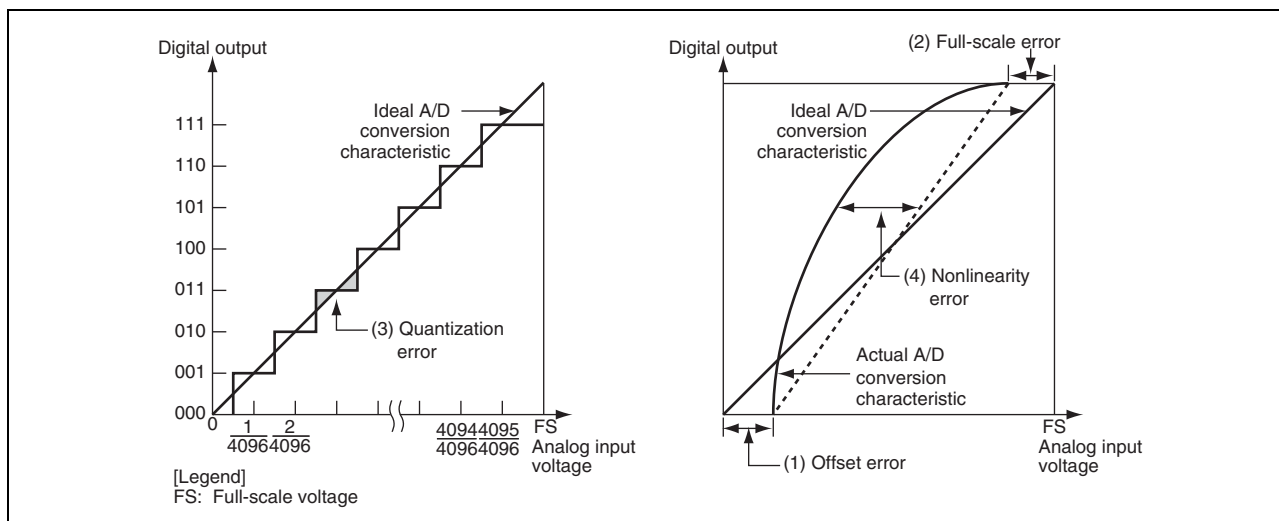 Digital output
Ideal A/D
conversion
characteristic
111
110
101
100
011
010
001
000
(3) Quantization
error
0
1
4096
2
4096
4094
4096
4095
4096
FS
Analog input
voltage
[Legend]
FS: Full-scale voltage
Digital output
(2) Full-scale error
Ideal A/D
conversion
characteristic
(4) Nonlinearity
error
Actual A/D
conversion
characteristic
FS
Analog input
voltage
(1) Offset error